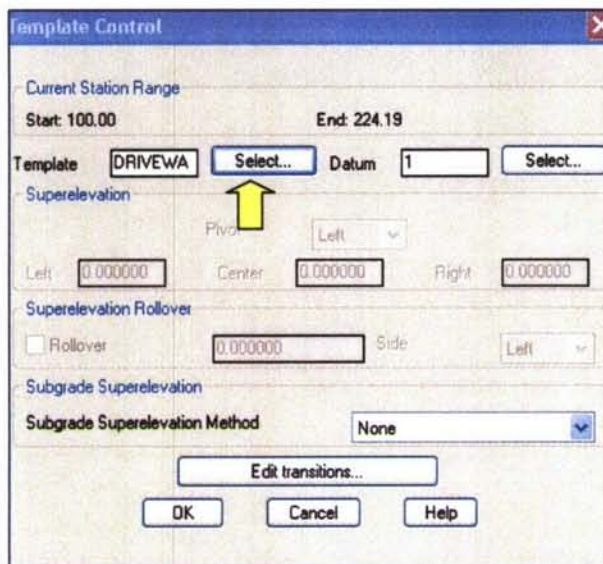 Template Control
Current Station Range
Start: 100.00 End: 224.19
Template DRIVEWA Select... Datum 1 Select...
Superelevation
Pivot Left
Left 0.000000 Center 0.000000 Right 0.000000
Superelevation Rollover
Rollover 0.000000 Side Left
Subgrade Superelevation
Subgrade Superelevation Method None
Edit transitions...
OK Cancel Help